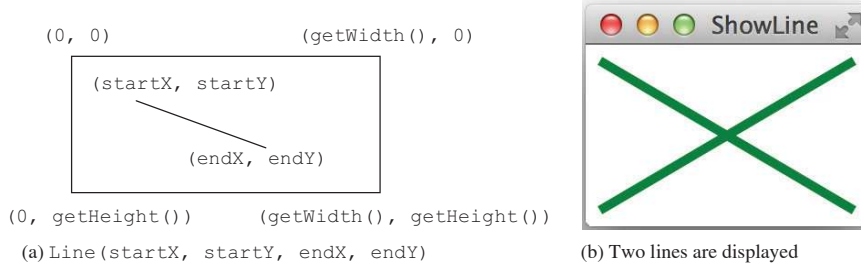 (0, 0)
(getWidth(), 0)
(startX, startY)
(endX, endY)
(0, getHeight())
(getWidth(), getHeight())
(a) Line(startX, startY, endX, endY)
ShowLine
(b) Two lines are displayed